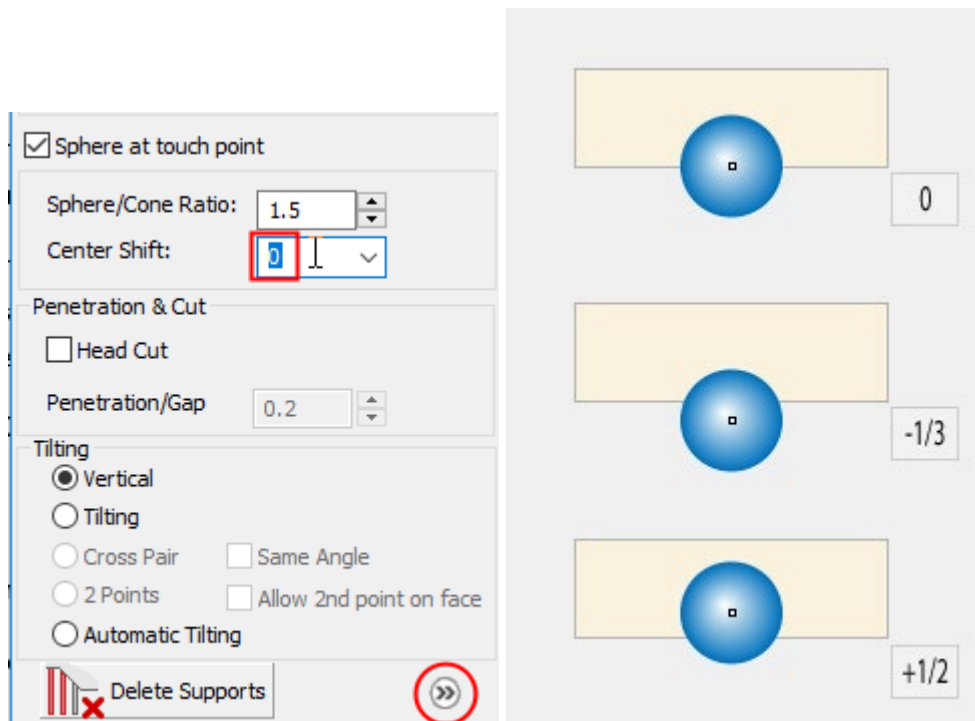 Sphere at touch point
Sphere/Cone Ratio: 1.5
Center Shift: 0
Penetration & Cut
Head Cut
Penetration/Gap 0.2
Tilting
Vertical
Tilting
Cross Pair Same Angle
2 Points Allow 2nd point on face
Automatic Tilting
Delete Supports
0
-1/3
+1/2